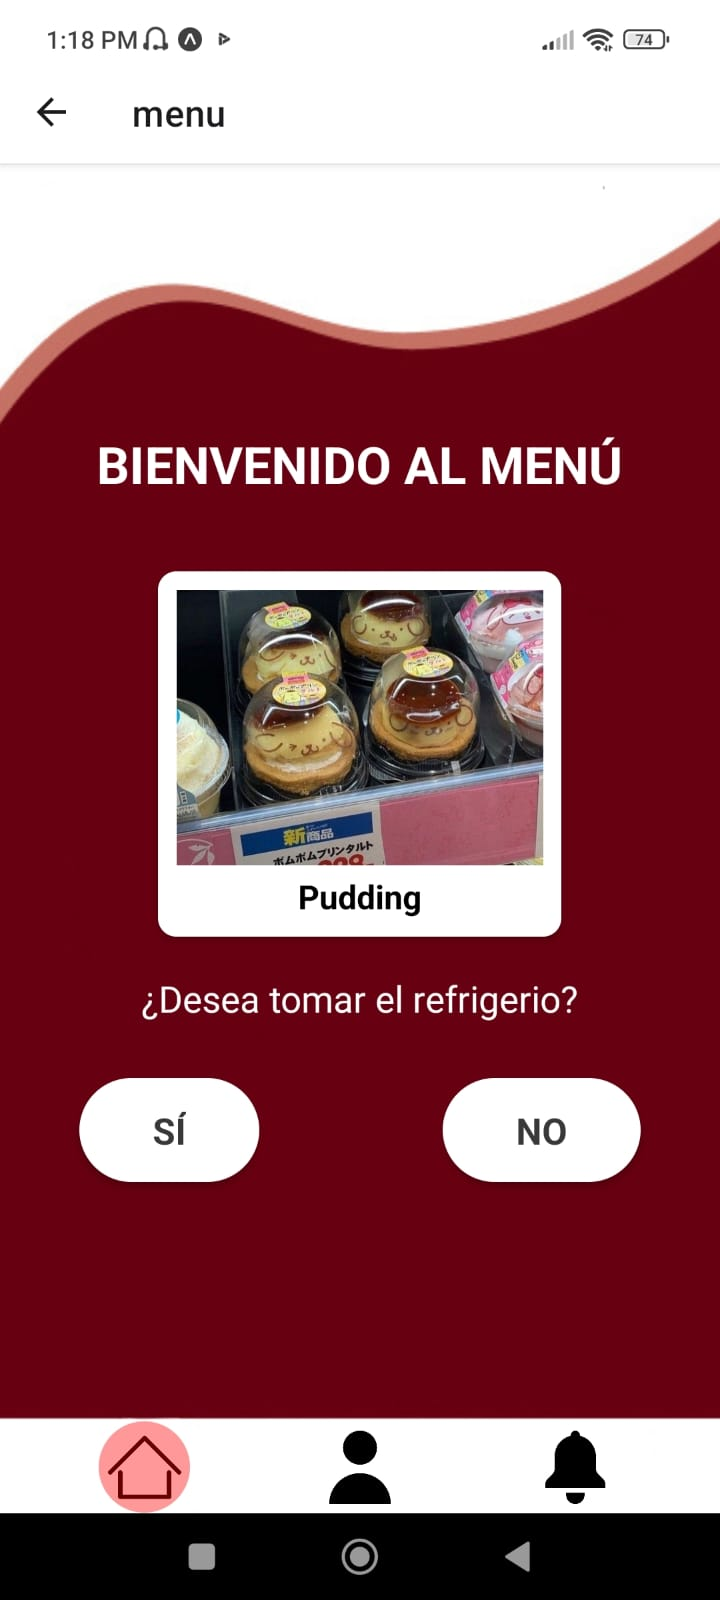 1:18 PM
74
menu
BIENVENIDO AL MENÚ
新商品
ポムポムプリンタルト
Pudding
¿Desea tomar el refrigerio?
SÍ
NO